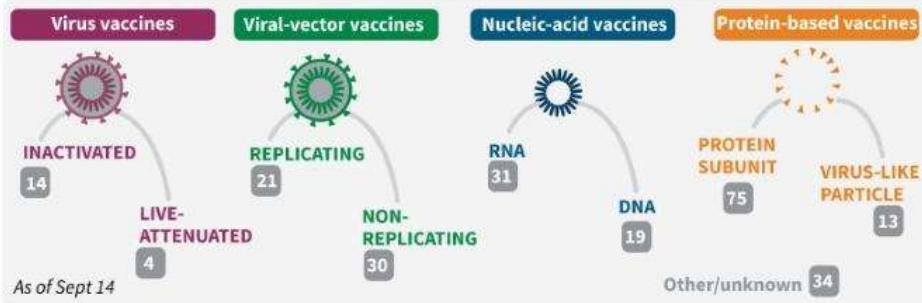 Virus vaccines
Viral-vector vaccines
Nucleic-acid vaccines
Protein-based vaccines
INACTIVATED
14
LIVE-
ATTENUATED
4
REPLICATING
21
NON-
REPLICATING
30
RNA
31
DNA
19
PROTEIN
SUBUNIT
75
VIRUS-LIKE
PARTICLE
13
As of Sept 14
Other/unknown 34